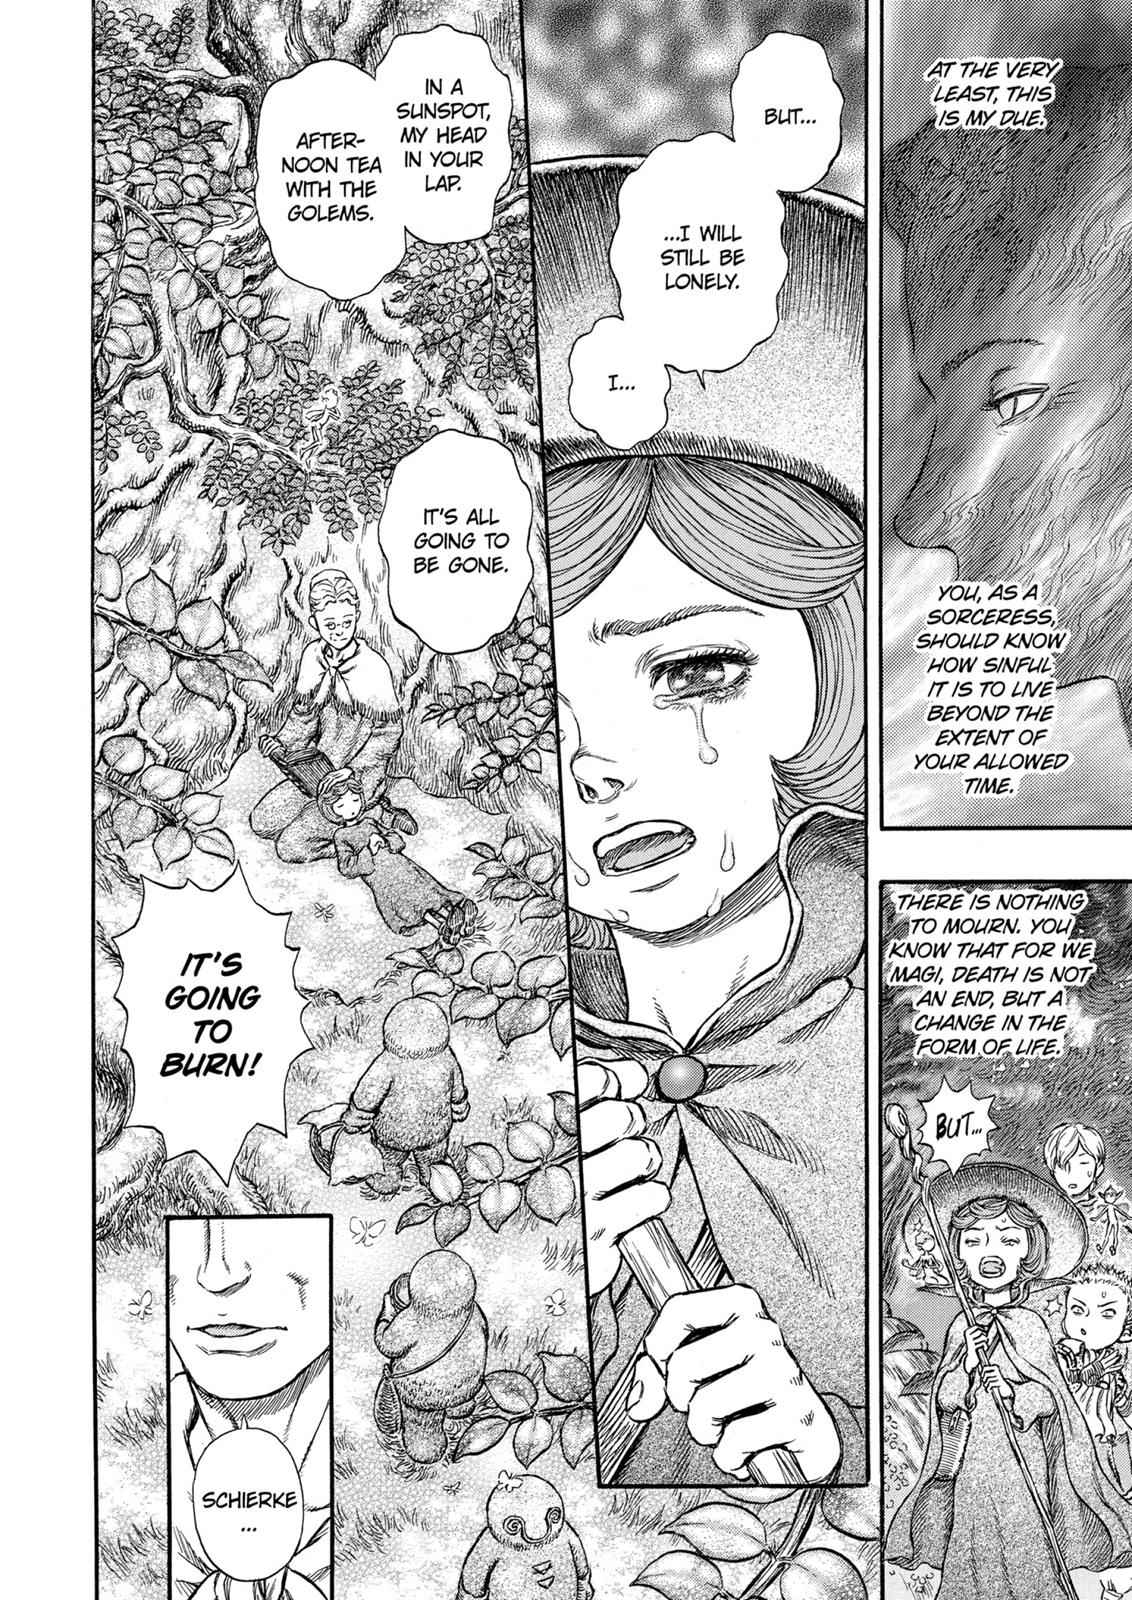 AT THE VERY
LEAST, THIS
IS MY DUE.
YOU, AS A
SORCERESS,
SHOULD KNOW
HOW SINFUL
IT IS TO LIVE
BEYOND THE
EXTENT OF
YOUR ALLOWED
TIME.
THERE IS NOTHING
TO MOURN. YOU
KNOW THAT FOR WE
MAGI, DEATH IS NOT
AN END, BUT A
CHANGE IN THE
FORM OF LIFE.
BUT...
BUT...
...I WILL
STILL BE
LONELY.
I...
IN A
SUNSPOT,
MY HEAD
IN YOUR
LAP.
AFTER-
NOON TEA
WITH THE
GOLEMS.
IT'S ALL
GOING TO
BE GONE.
IT'S
GOING
TO
BURN!
SCHIERKE
...